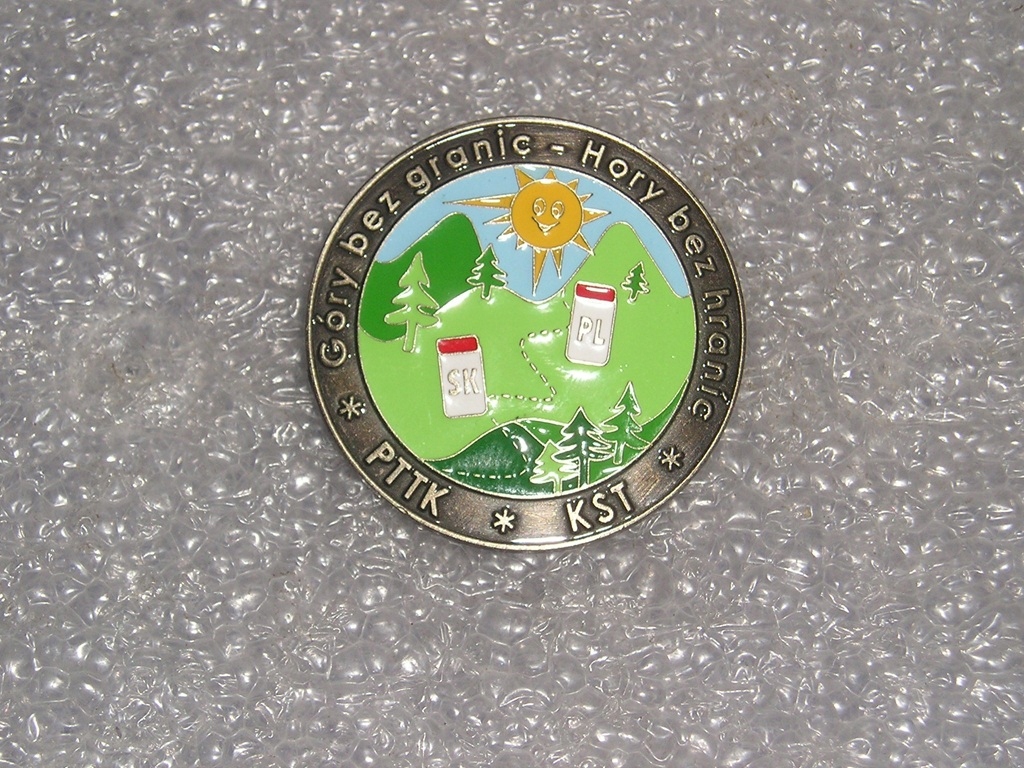 Góry bez granic - Hory bez hraníc
PL
SK
* PTTK * KST *